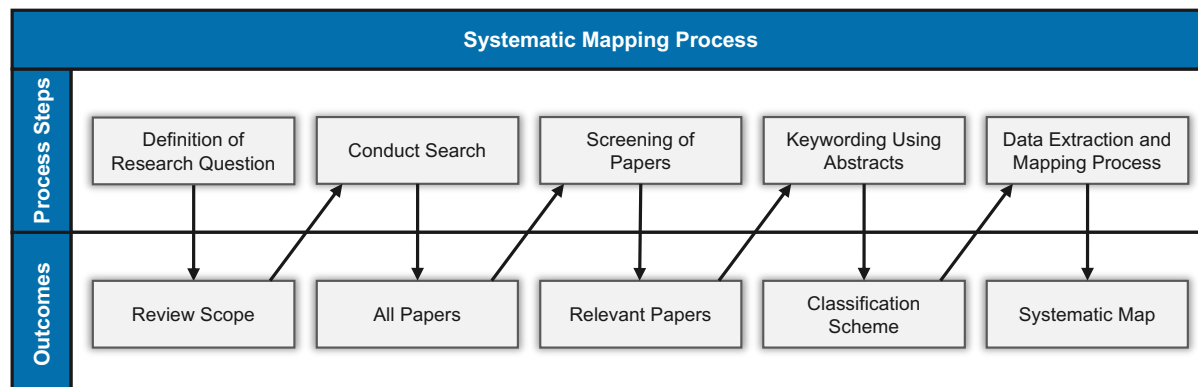 Systematic Mapping Process
Process Steps
Definition of
Research Question
Conduct Search
Screening of
Papers
Keywording Using
Abstracts
Data Extraction and
Mapping Process
Outcomes
Review Scope
All Papers
Relevant Papers
Classification
Scheme
Systematic Map